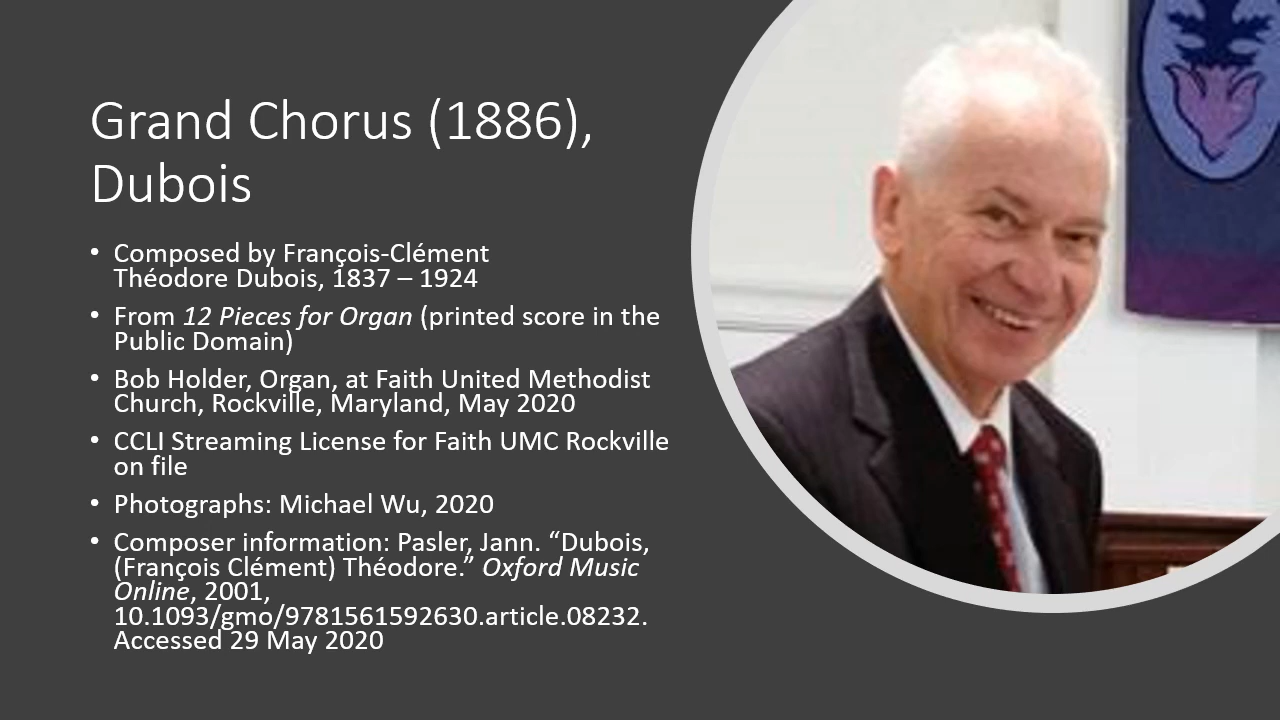 Grand Chorus (1886),
Dubois
• Composed by François-Clément
Théodore Dubois, 1837 – 1924
• From 12 Pieces for Organ (printed score in the
Public Domain)
• Bob Holder, Organ, at Faith United Methodist
Church, Rockville, Maryland, May 2020
• CCLI Streaming License for Faith UMC Rockville
on file
• Photographs: Michael Wu, 2020
• Composer information: Pasler, Jann. “Dubois,
(François Clément) Théodore.” Oxford Music
Online, 2001,
10.1093/gmo/9781561592630.article.08232.
Accessed 29 May 2020